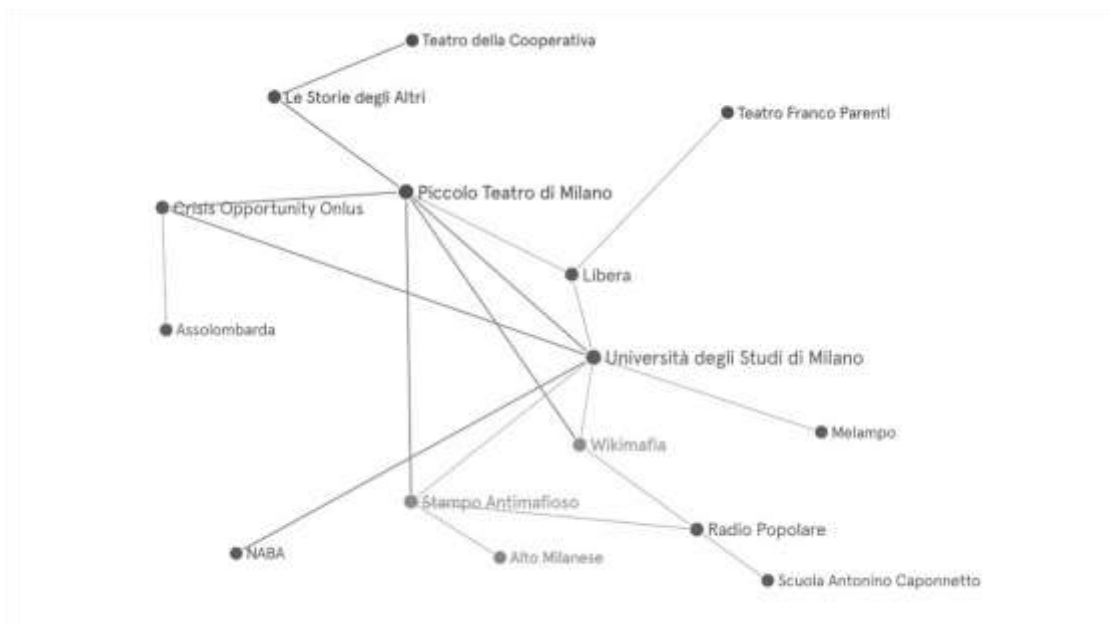 Teatro della Cooperativa
Le Storie degli Altri
Teatro Franco Parenti
Piccolo Teatro di Milano
Crisis Opportunity Onlus
Libera
Assolombarda
Università degli Studi di Milano
Melampo
Wikimafia
Stampo Antimafioso
Radio Popolare
NABA
Alto Milanese
Scuola Antonino Caponnetto